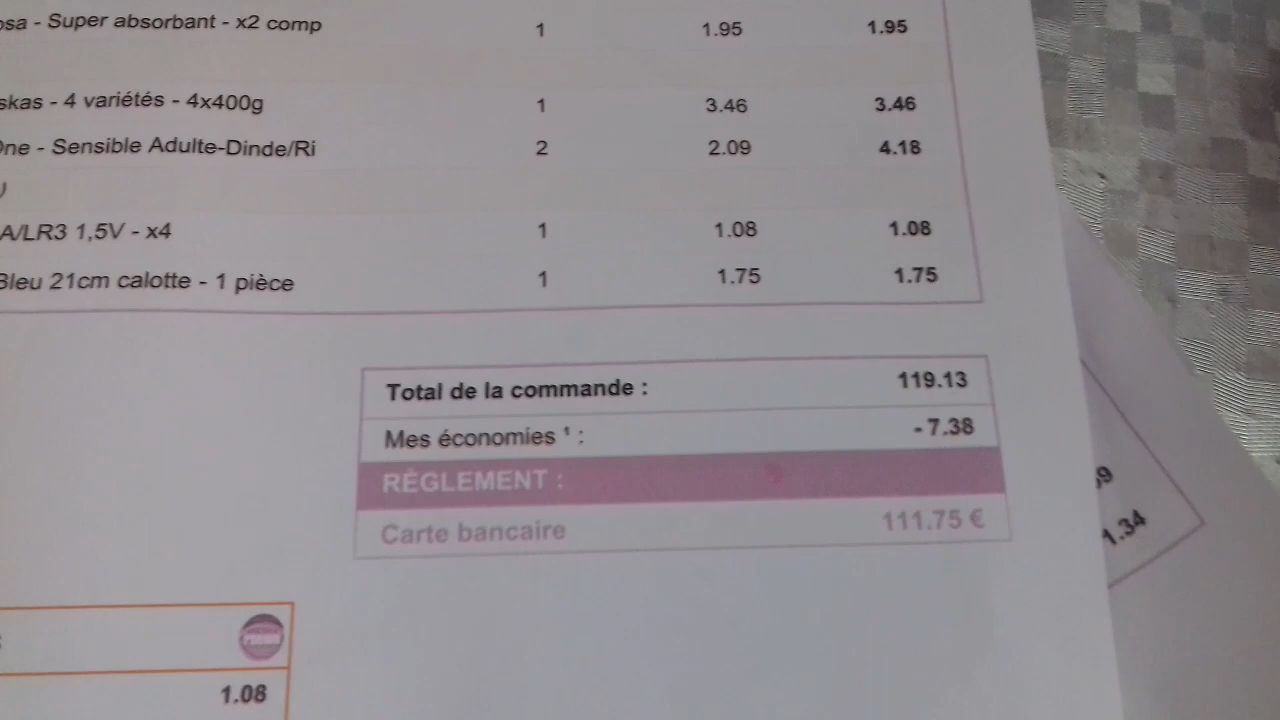 osa - Super absorbant - x2 comp 1 1.95 1.95
skas - 4 variétés - 4x400g 1 3.46 3.46
One - Sensible Adulte-Dinde/Ri 2 2.09 4.18
)
A/LR3 1,5V - x4 1 1.08 1.08
Bleu 21cm calotte - 1 pièce 1 1.75 1.75
Total de la commande : 119.13
Mes économies ¹ : - 7.38
RÈGLEMENT :
Carte bancaire 111.75 €
1.08
9
1.34